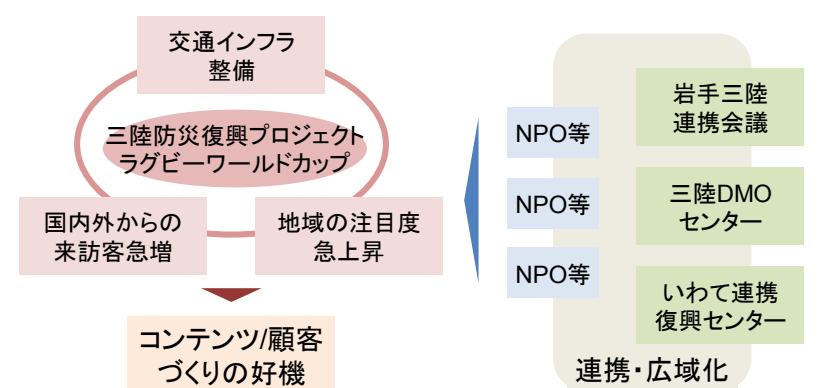 交通インフラ
整備
三陸防災復興プロジェクト
ラグビーワールドカップ
国内外からの
来訪客急増
地域の注目度
急上昇
コンテンツ/顧客
づくりの好機
NPO等
NPO等
NPO等
岩手三陸
連携会議
三陸DMO
センター
いわて連携
復興センター
連携・広域化